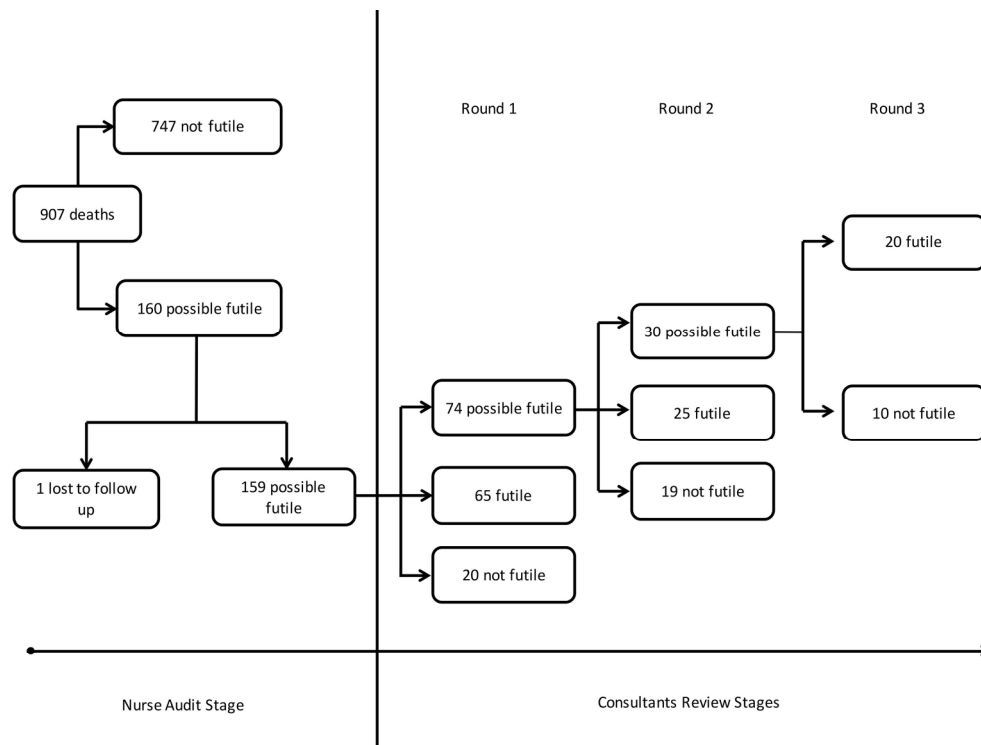 Round 1
Round 2
Round 3
747 not futile
907 deaths
160 possible futile
1 lost to follow
up
159 possible
futile
74 possible futile
65 futile
20 not futile
30 possible futile
25 futile
19 not futile
20 futile
10 not futile
Nurse Audit Stage
Consultants Review Stages